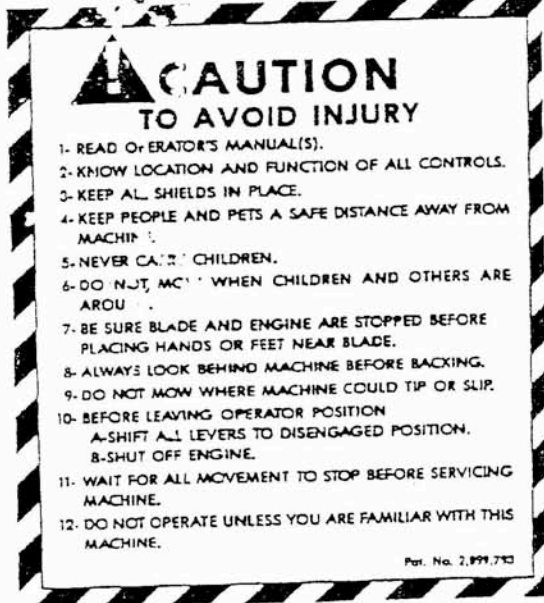 CAUTION
TO AVOID INJURY
1- READ OPERATOR'S MANUAL(S).
2- KNOW LOCATION AND FUNCTION OF ALL CONTROLS.
3- KEEP ALL SHIELDS IN PLACE.
4- KEEP PEOPLE AND PETS A SAFE DISTANCE AWAY FROM
MACHINE.
5- NEVER CARRY CHILDREN.
6- DO NOT MOW WHEN CHILDREN AND OTHERS ARE
AROUND.
7- BE SURE BLADE AND ENGINE ARE STOPPED BEFORE
PLACING HANDS OR FEET NEAR BLADE.
8- ALWAYS LOOK BEHIND MACHINE BEFORE BACKING.
9- DO NOT MOW WHERE MACHINE COULD TIP OR SLIP.
10- BEFORE LEAVING OPERATOR POSITION
A-SHIFT ALL LEVERS TO DISENGAGED POSITION.
B-SHUT OFF ENGINE.
11- WAIT FOR ALL MOVEMENT TO STOP BEFORE SERVICING
MACHINE.
12- DO NOT OPERATE UNLESS YOU ARE FAMILIAR WITH THIS
MACHINE.
Pat. No.